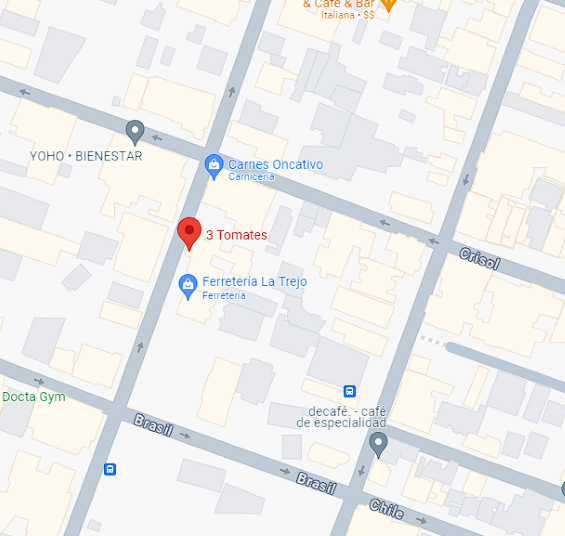 & Café & Bar
Italiana • $$
YOHO • BIENESTAR
Carnes Oncativo
Carnicería
3 Tomates
Crisol
Ferretería La Trejo
Ferretería
Docta Gym
decafé. - café
de especialidad
Brasil
Brasil
Chile